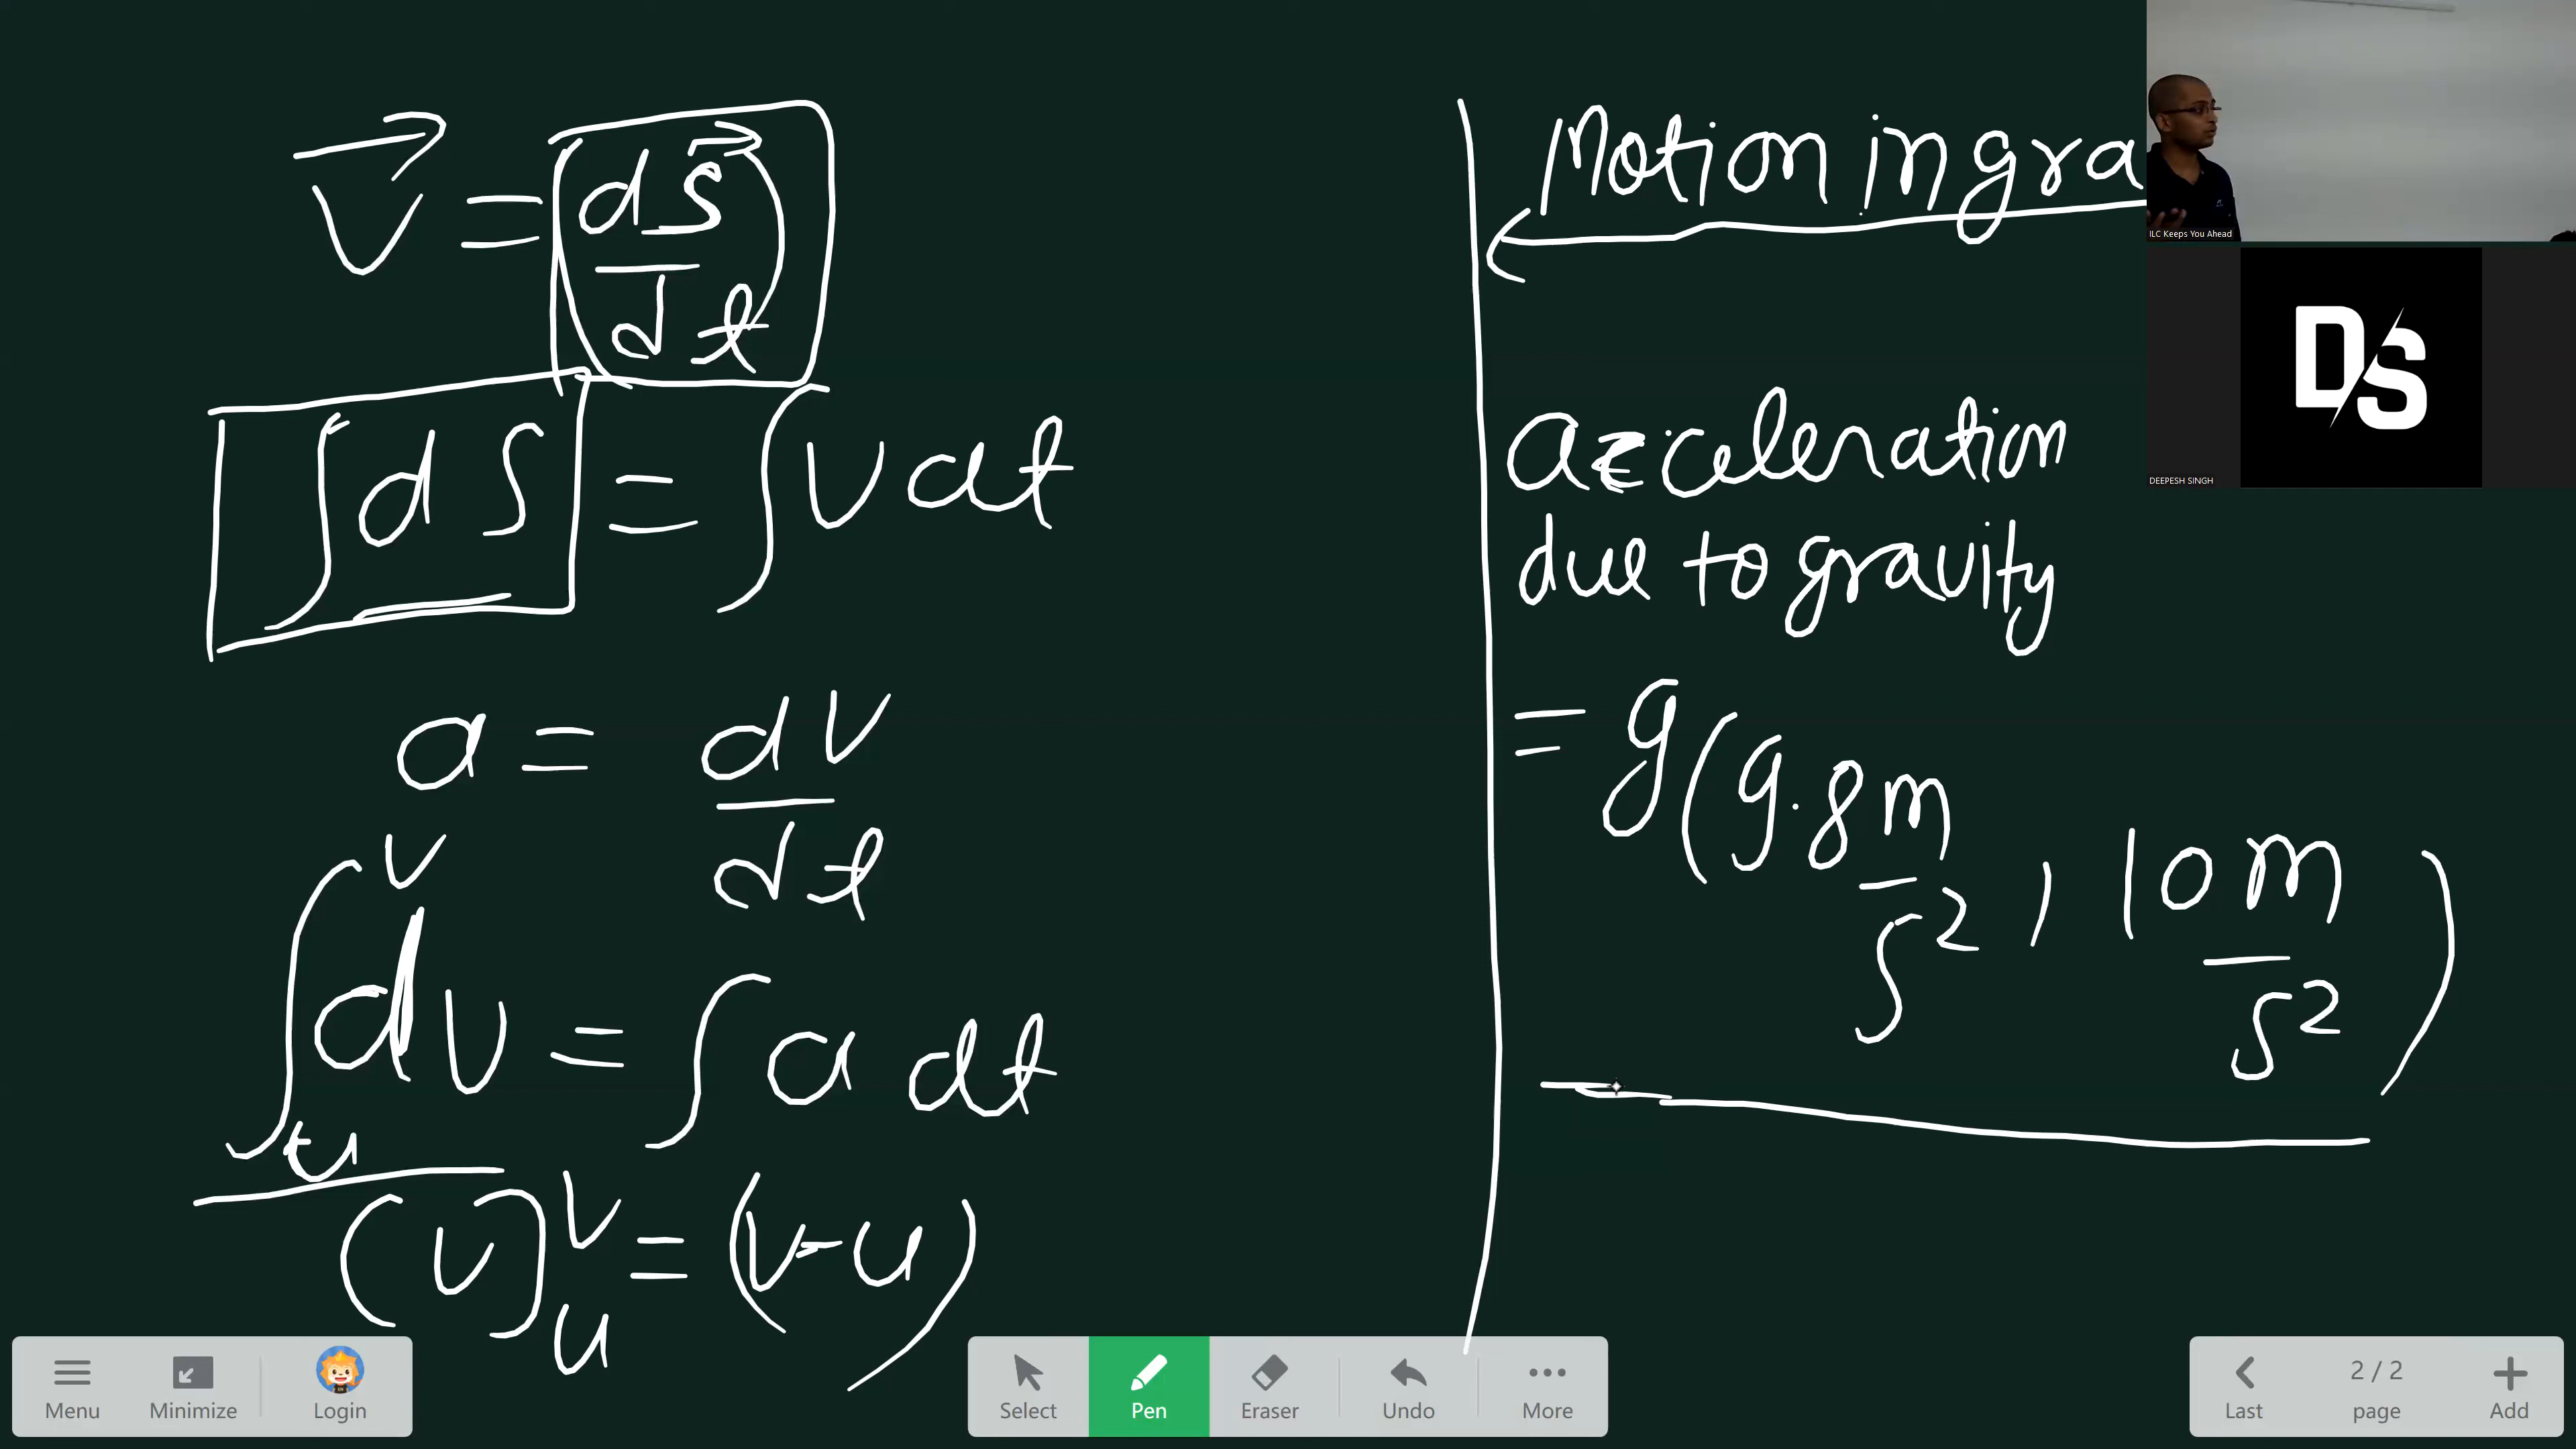 v⃗ = (ds⃗/dt)
∫ds = ∫v dt
a = dv/dt
∫ᵤᵛ dv = ∫a dt
(v)ᵤᵛ = (v-u)
Motion in gra
acceleration
due to gravity
= g(9.8 m/s², 10 m/s²)
ILC Keeps You Ahead
DS
DEEPESH SINGH
Menu
Minimize
Login
Select
Pen
Eraser
Undo
More
Last
2 / 2
page
Add